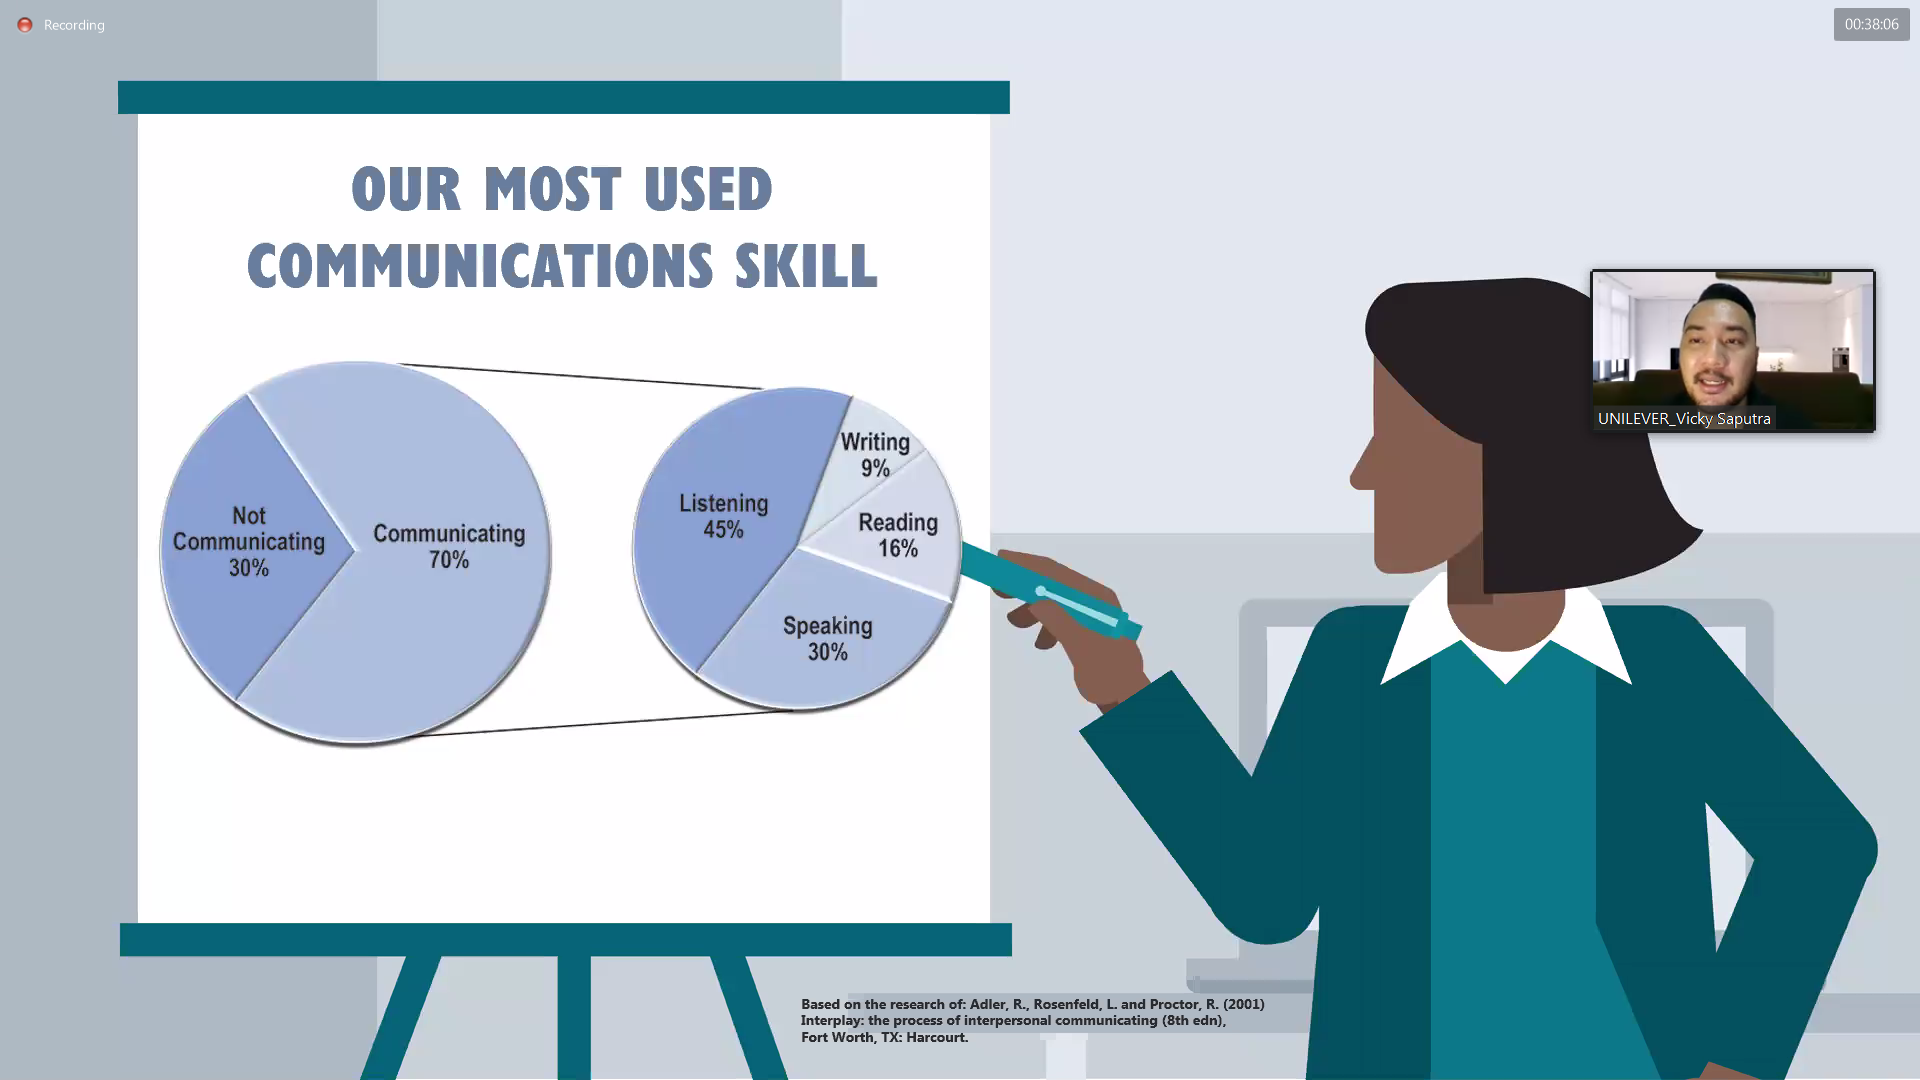 Recording
00:38:06
OUR MOST USED
COMMUNICATIONS SKILL
Not
Communicating
30%
Communicating
70%
Listening
45%
Writing
9%
Reading
16%
Speaking
30%
UNILEVER_Vicky Saputra
Based on the research of: Adler, R., Rosenfeld, L. and Proctor, R. (2001)
Interplay: the process of interpersonal communicating (8th edn),
Fort Worth, TX: Harcourt.